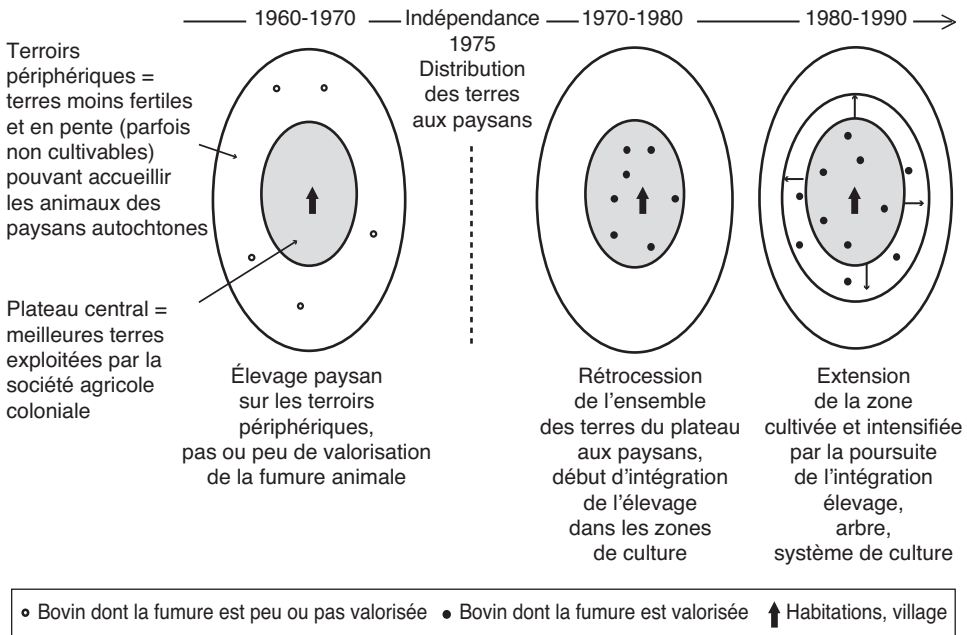 1960-1970
Indépendance
1975
Distribution
des terres
aux paysans
1970-1980
1980-1990
Terroirs
périphériques =
terres moins fertiles
et en pente (parfois
non cultivables)
pouvant accueillir
les animaux des
paysans autochtones
Plateau central =
meilleures terres
exploitées par la
société agricole
coloniale
Élevage paysan
sur les terroirs
périphériques,
pas ou peu de valorisation
de la fumure animale
Rétrocession
de l'ensemble
des terres du plateau
aux paysans,
début d'intégration
de l'élevage
dans les zones
de culture
Extension
de la zone
cultivée et intensifiée
par la poursuite
de l'intégration
élevage,
arbre,
système de culture
Bovin dont la fumure est peu ou pas valorisée
Bovin dont la fumure est valorisée
Habitations, village